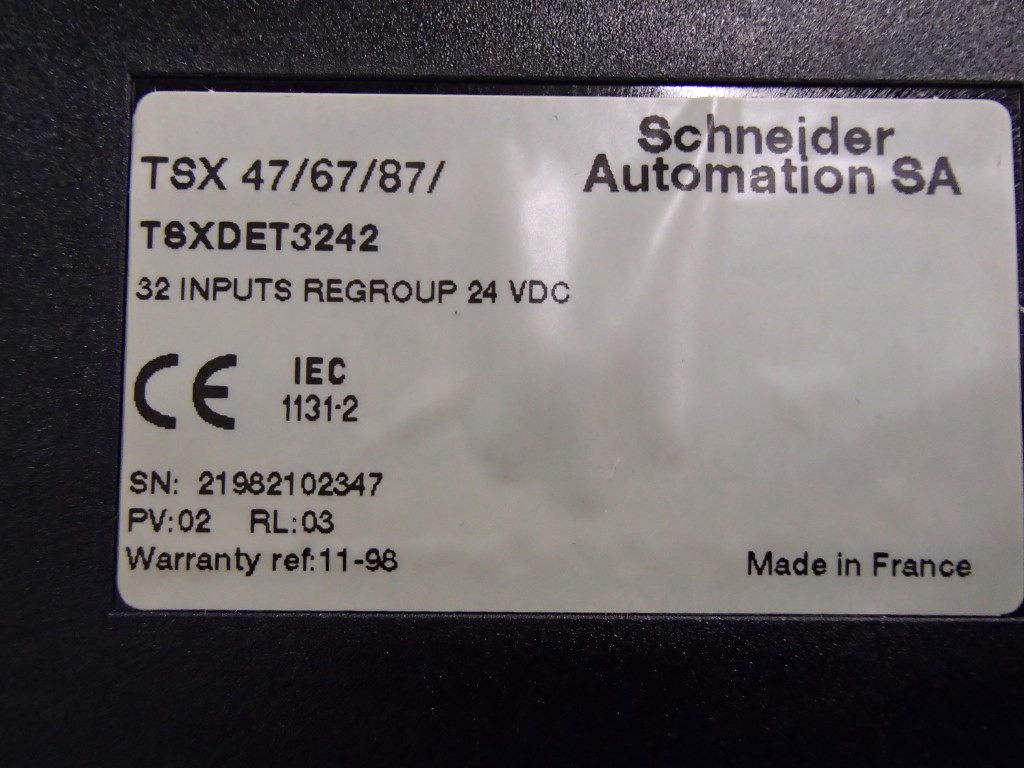 Schneider
Automation SA
TSX 47/67/87/
TSXDET3242
32 INPUTS REGROUP 24 VDC
CE
IEC
1131-2
SN: 21982102347
PV:02 RL:03
Warranty ref:11-98
Made in France